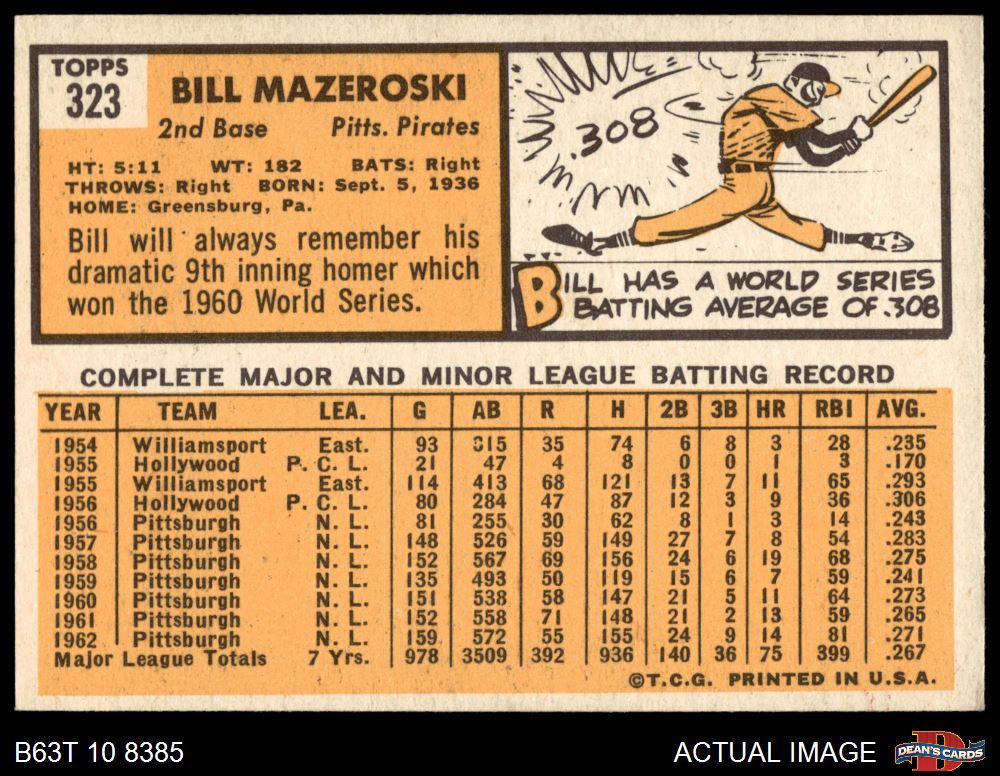 TOPPS
323
BILL MAZEROSKI
2nd Base Pitts. Pirates
HT: 5:11 WT: 182 BATS: Right
THROWS: Right BORN: Sept. 5, 1936
HOME: Greensburg, Pa.
Bill will always remember his
dramatic 9th inning homer which
won the 1960 World Series.
.308
BILL HAS A WORLD SERIES
BATTING AVERAGE OF .308
COMPLETE MAJOR AND MINOR LEAGUE BATTING RECORD
YEAR TEAM LEA. G AB R H 2B 3B HR RBI AVG.
1954 Williamsport East. 93 315 35 74 6 8 3 28 .235
1955 Hollywood P. C. L. 21 47 4 8 0 0 1 3 .170
1955 Williamsport East. 114 413 68 121 13 7 11 65 .293
1956 Hollywood P. C. L. 80 284 47 87 12 3 9 36 .306
1956 Pittsburgh N. L. 81 255 30 62 8 1 3 14 .243
1957 Pittsburgh N. L. 148 526 59 149 27 7 8 54 .283
1958 Pittsburgh N. L. 152 567 69 156 24 6 19 68 .275
1959 Pittsburgh N. L. 135 493 50 119 15 6 7 59 .241
1960 Pittsburgh N. L. 151 538 58 147 21 5 11 64 .273
1961 Pittsburgh N. L. 152 558 71 148 21 2 13 59 .265
1962 Pittsburgh N. L. 159 572 55 155 24 9 14 81 .271
Major League Totals 7 Yrs. 978 3509 392 936 140 36 75 399 .267
©T.C.G. PRINTED IN U.S.A.
B63T 10 8385 ACTUAL IMAGE DEAN'S CARDS